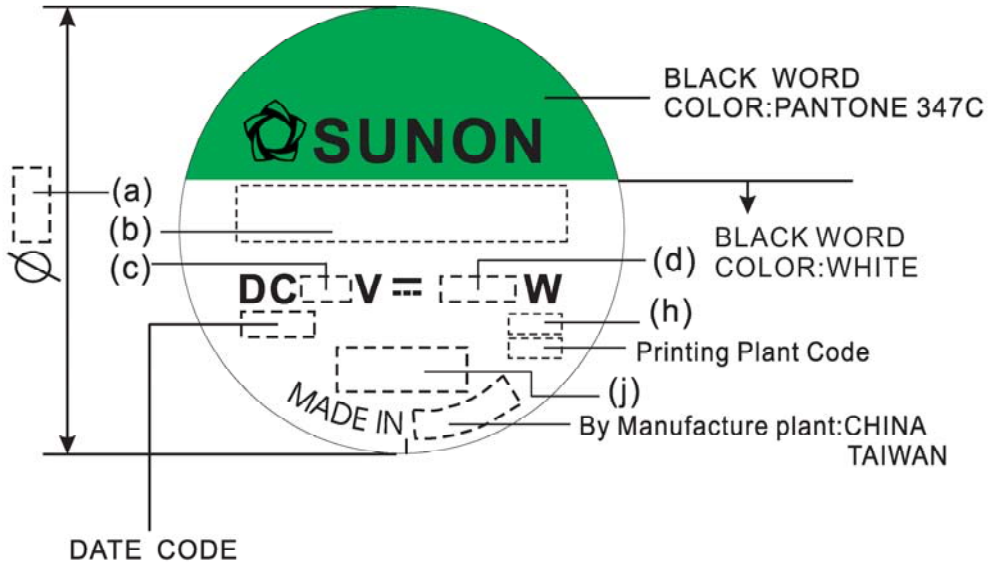 BLACK WORD
COLOR:PANTONE 347C
SUNON
(a)
(b)
BLACK WORD
COLOR:WHITE
(c)
(d)
Ø
DC V ⎓ W
(h)
Printing Plant Code
(j)
MADE IN
By Manufacture plant:CHINA
TAIWAN
DATE CODE